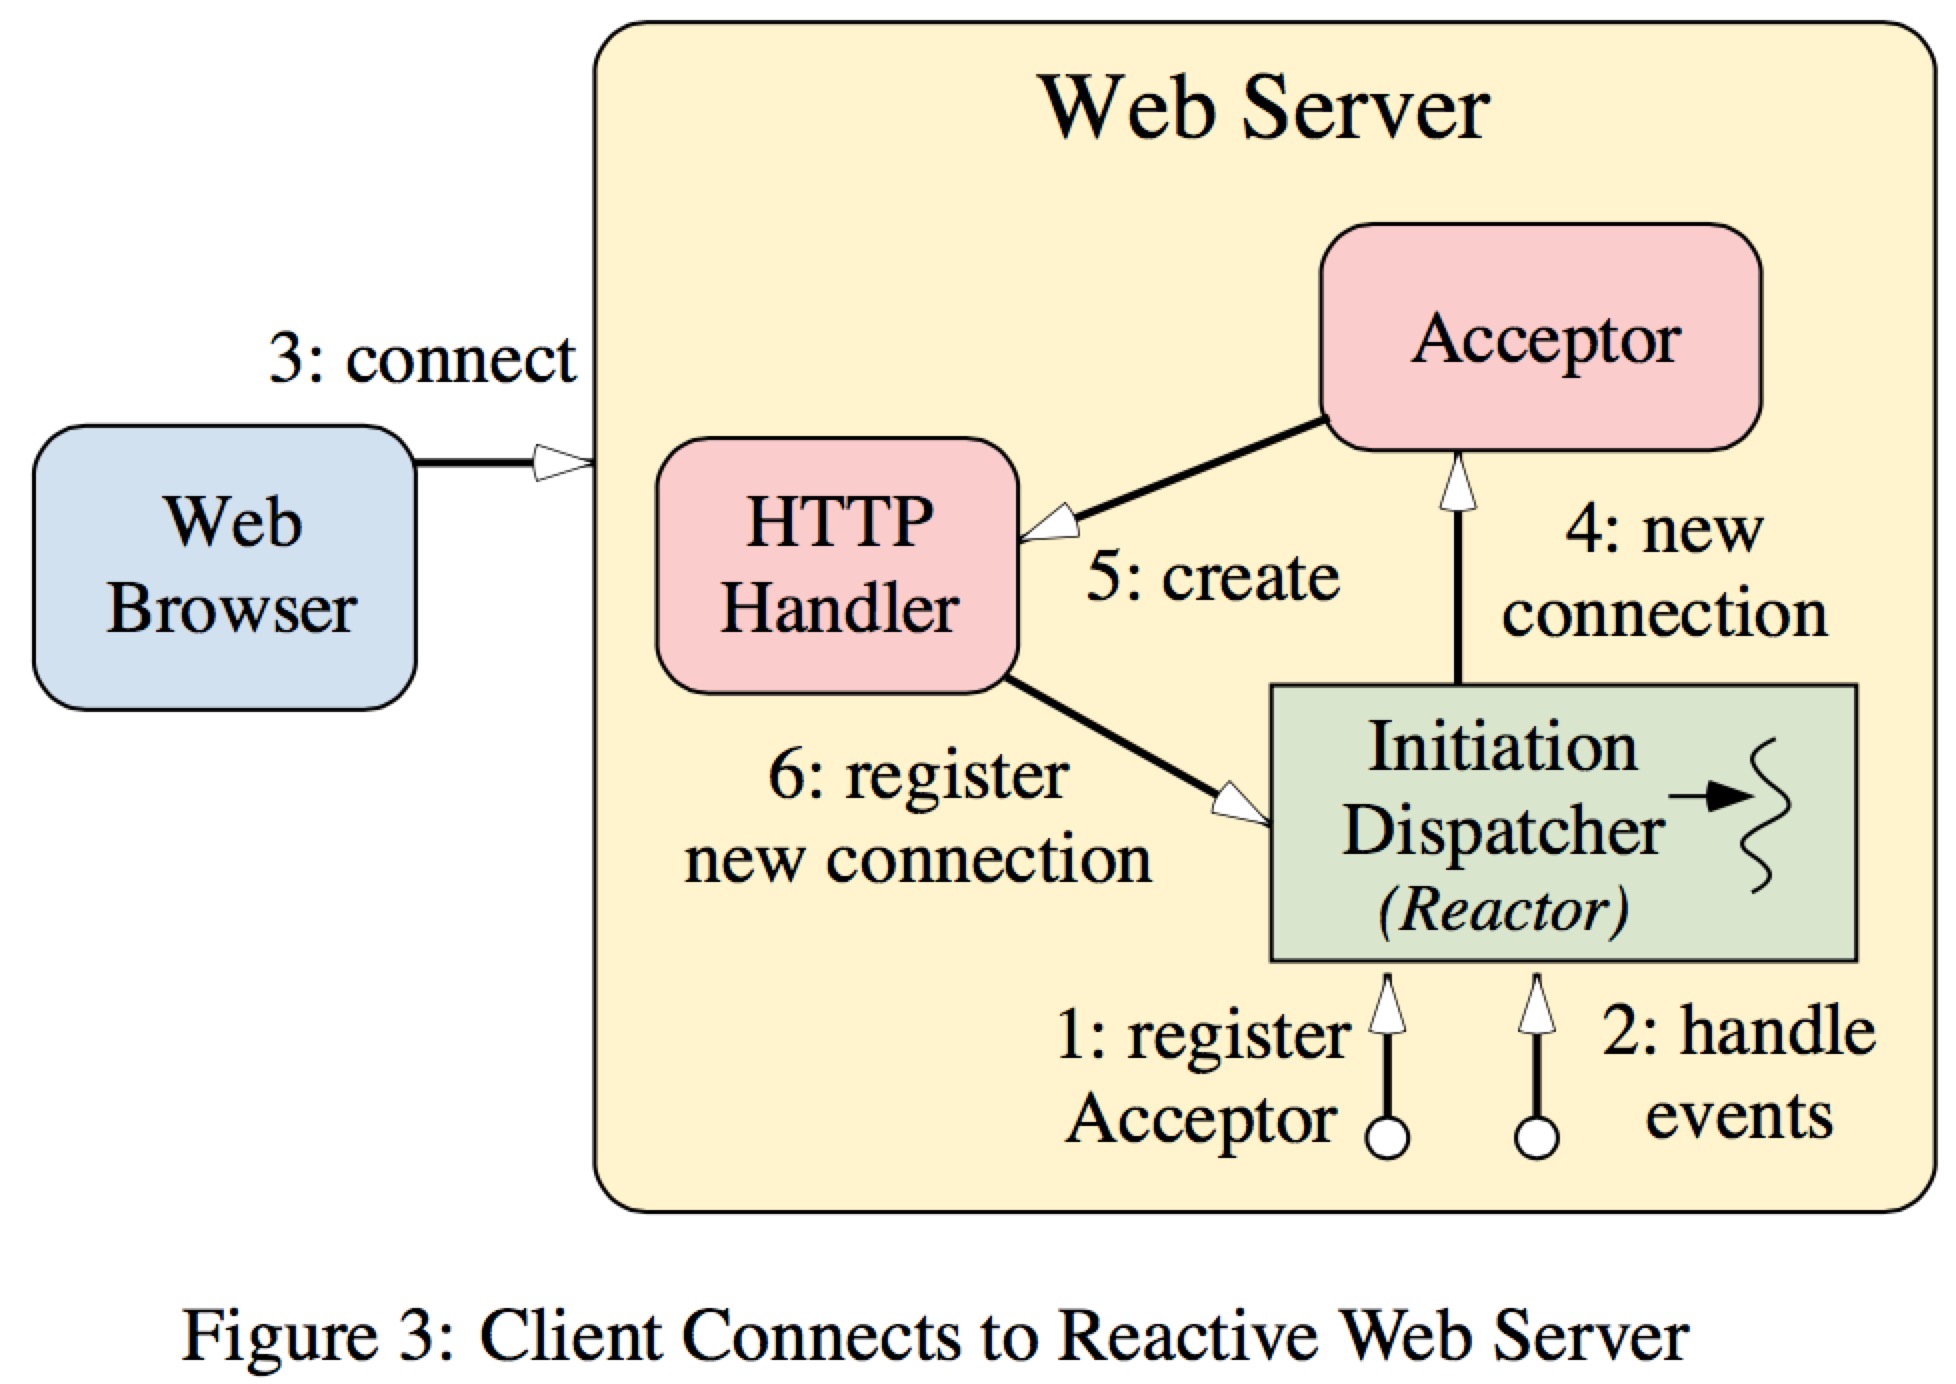 Web Server
Acceptor
3: connect
Web
Browser
HTTP
Handler
5: create
4: new
connection
6: register
new connection
Initiation
Dispatcher
(Reactor)
1: register
Acceptor
2: handle
events
Figure 3: Client Connects to Reactive Web Server